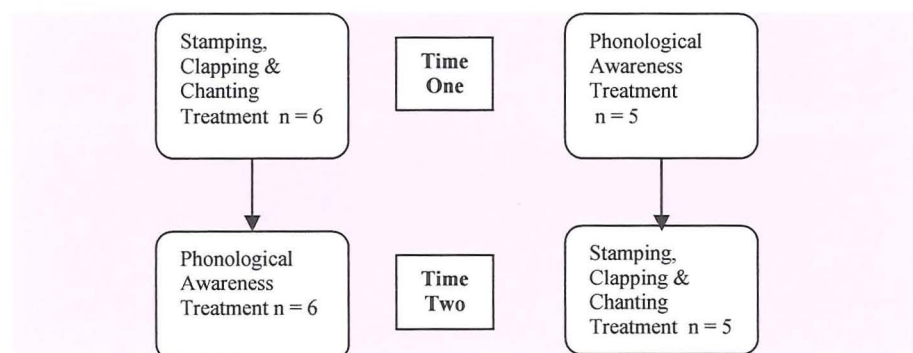 Stamping,
Clapping &
Chanting
Treatment n = 6
Time
One
Phonological
Awareness
Treatment
n = 5
Phonological
Awareness
Treatment n = 6
Time
Two
Stamping,
Clapping &
Chanting
Treatment n = 5